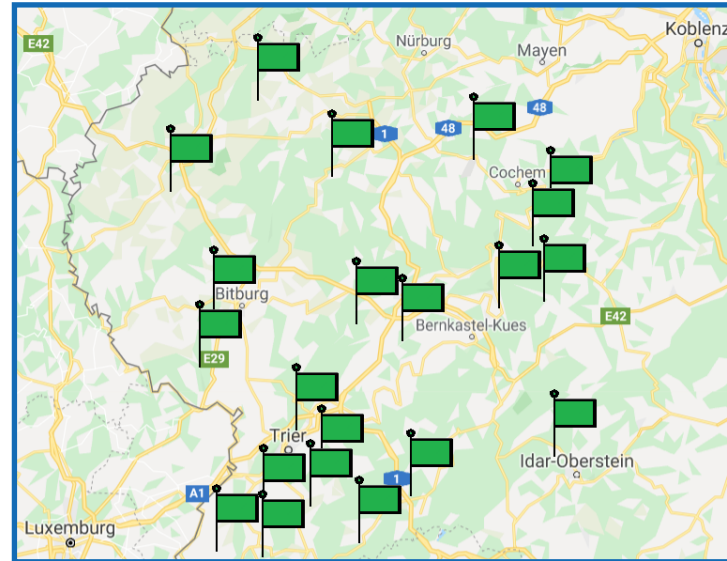 Koblenz
E42
Nürburg
Mayen
48
1
48
Cochem
Bitburg
E42
Bernkastel-Kues
E29
Trier
Idar-Oberstein
1
A1
Luxemburg